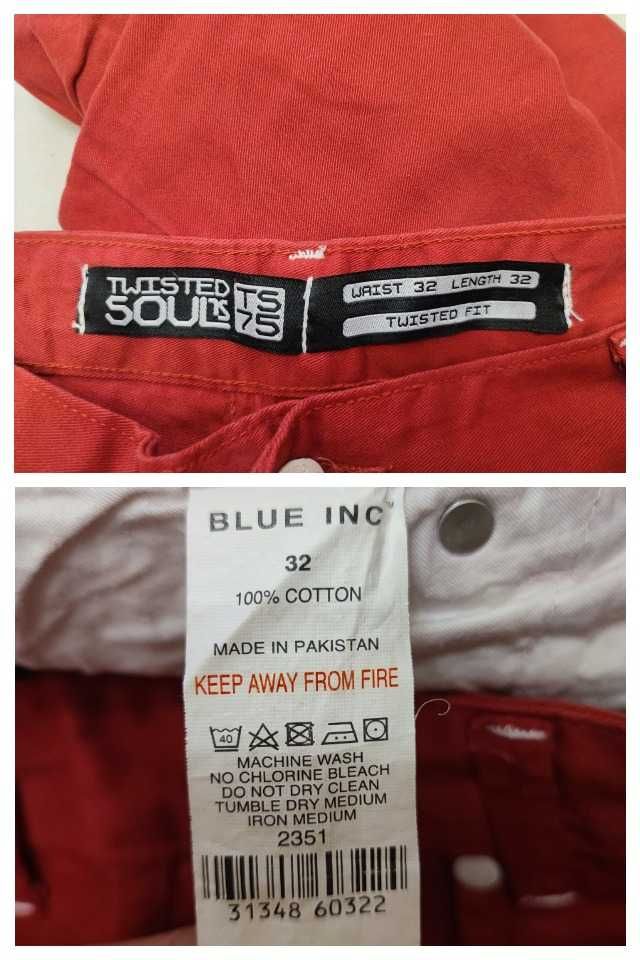 TWISTED
SOUL TS
TS
75
WAIST 32 LENGTH 32
TWISTED FIT
BLUE INC™
32
100% COTTON
MADE IN PAKISTAN
KEEP AWAY FROM FIRE
40
MACHINE WASH
NO CHLORINE BLEACH
DO NOT DRY CLEAN
TUMBLE DRY MEDIUM
IRON MEDIUM
2351
31348 60322